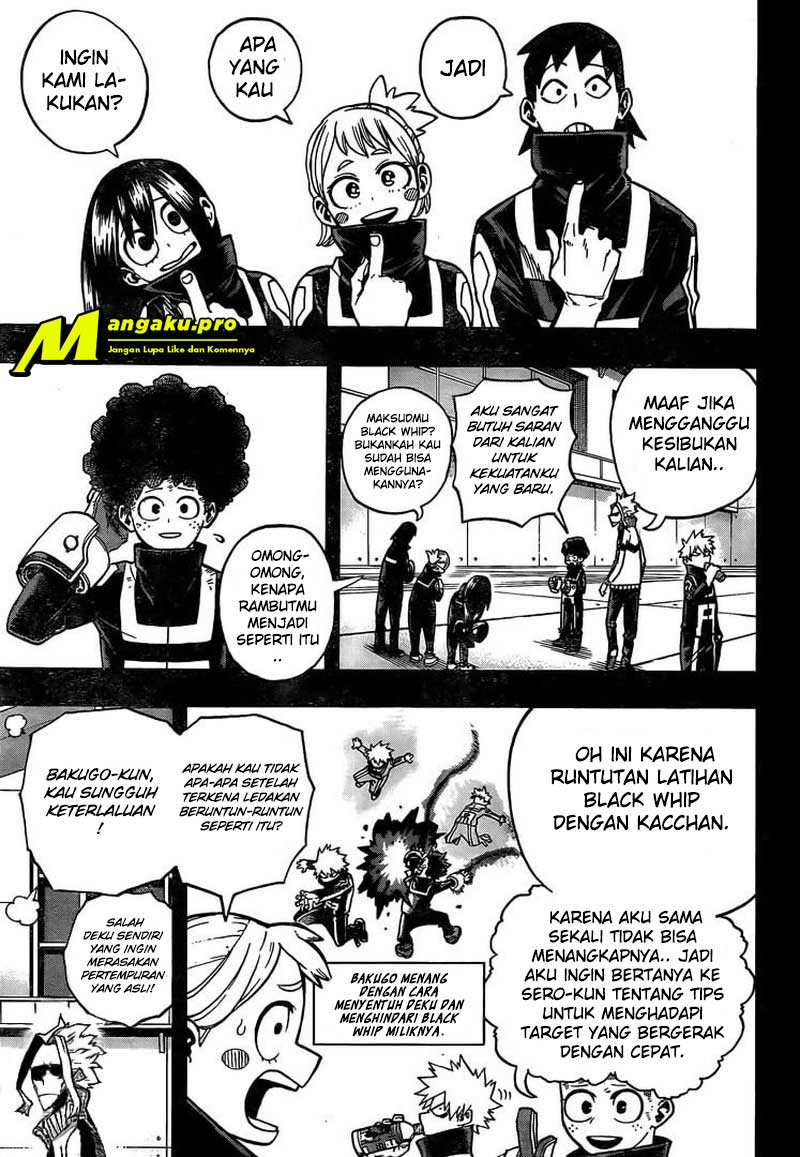 JADI
APA
YANG
KAU
INGIN
KAMI LA-
KUKAN?
Mangaku.pro
Jangan Lupa Like dan Komennya
MAAF JIKA
MENGGANGGU
KESIBUKAN
KALIAN..
AKU SANGAT
BUTUH SARAN
DARI KALIAN
UNTUK
KEKUATANKU
YANG BARU.
MAKSUDMU
BLACK WHIP?
BUKANKAH KAU
SUDAH BISA
MENGGUNA-
KANNYA?
OMONG-
OMONG,
KENAPA
RAMBUTMU
MENJADI
SEPERTI ITU
..
OH INI KARENA
RUNTUTAN LATIHAN
BLACK WHIP
DENGAN KACCHAN.
KARENA AKU SAMA
SEKALI TIDAK BISA
MENANGKAPNYA.. JADI
AKU INGIN BERTANYA KE
SERO-KUN TENTANG TIPS
UNTUK MENGHADAPI
TARGET YANG BERGERAK
DENGAN CEPAT.
BAKUGO MENANG
DENGAN CARA
MENYENTUH DEKU DAN
MENGHINDARI BLACK
WHIP MILIKNYA.
APAKAH KAU TIDAK
APA-APA SETELAH
TERKENA LEDAKAN
BERUNTUN-RUNTUN
SEPERTI ITU?
BAKUGO-KUN,
KAU SUNGGUH
KETERLALUAN
!
SALAH
DEKU SENDIRI
YANG INGIN
MERASAKAN
PERTEMPURAN
YANG ASLI!!